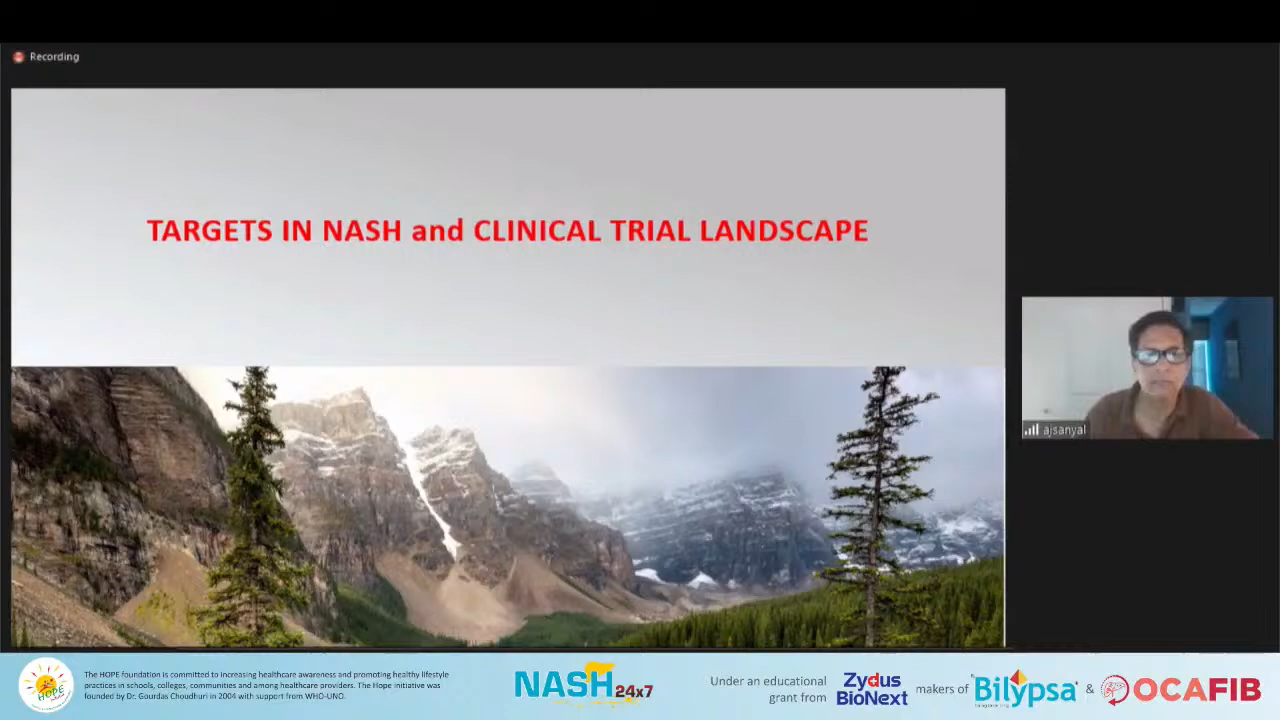 Recording
TARGETS IN NASH and CLINICAL TRIAL LANDSCAPE
ajsanyal
HOPE
The HOPE foundation is committed to increasing healthcare awareness and promoting healthy lifestyle
practices in schools, colleges, communities and among healthcare providers. The Hope initiative was
founded by Dr. Gourdas Choudhuri in 2004 with support from WHO-UNO.
NASH 24x7
Under an educational
grant from
Zydus
BioNext
makers of
Bilypsa
&
OCAFIB